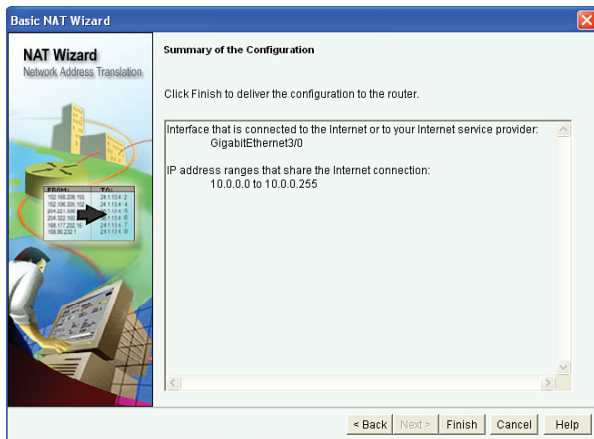 Basic NAT Wizard
NAT Wizard
Network Address Translation
Summary of the Configuration
Click Finish to deliver the configuration to the router.
Interface that is connected to the Internet or to your Internet service provider:
GigabitEthernet3/0
IP address ranges that share the Internet connection:
10.0.0.0 to 10.0.0.255
FROM: TO:
< Back Next > Finish Cancel Help